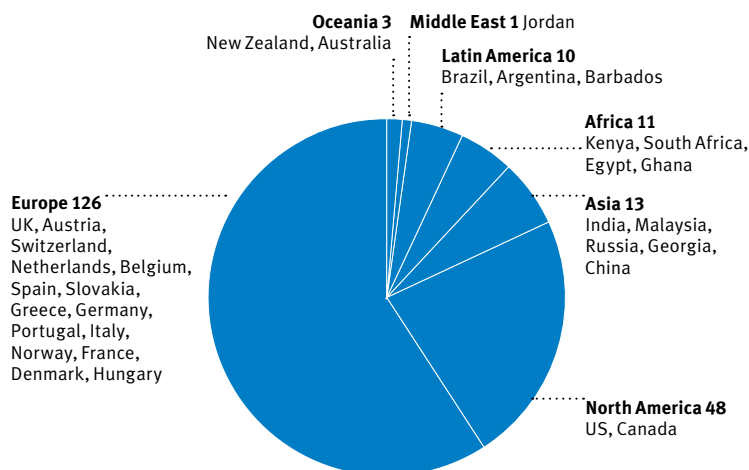 Oceania 3
New Zealand, Australia
Middle East 1 Jordan
Latin America 10
Brazil, Argentina, Barbados
Africa 11
Kenya, South Africa,
Egypt, Ghana
Asia 13
India, Malaysia,
Russia, Georgia,
China
North America 48
US, Canada
Europe 126
UK, Austria,
Switzerland,
Netherlands, Belgium,
Spain, Slovakia,
Greece, Germany,
Portugal, Italy,
Norway, France,
Denmark, Hungary